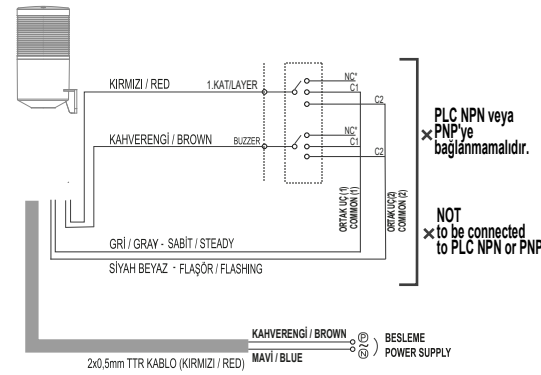 KIRMIZI / RED
1.KAT/LAYER
NC*
C1
C2
KAHVERENGİ / BROWN
BUZZER
NC*
C1
C2
ORTAK UÇ(1)
COMMON (1)
ORTAK UÇ(2)
COMMON (2)
PLC NPN veya
× PNP'ye
bağlanmamalıdır.
NOT
× to be connected
to PLC NPN or PNP
GRİ / GRAY - SABİT / STEADY
SİYAH BEYAZ - FLAŞÖR / FLASHING
KAHVERENGİ / BROWN
P
BESLEME
MAVİ / BLUE
~
N
POWER SUPPLY
2x0,5mm TTR KABLO (KIRMIZI / RED)